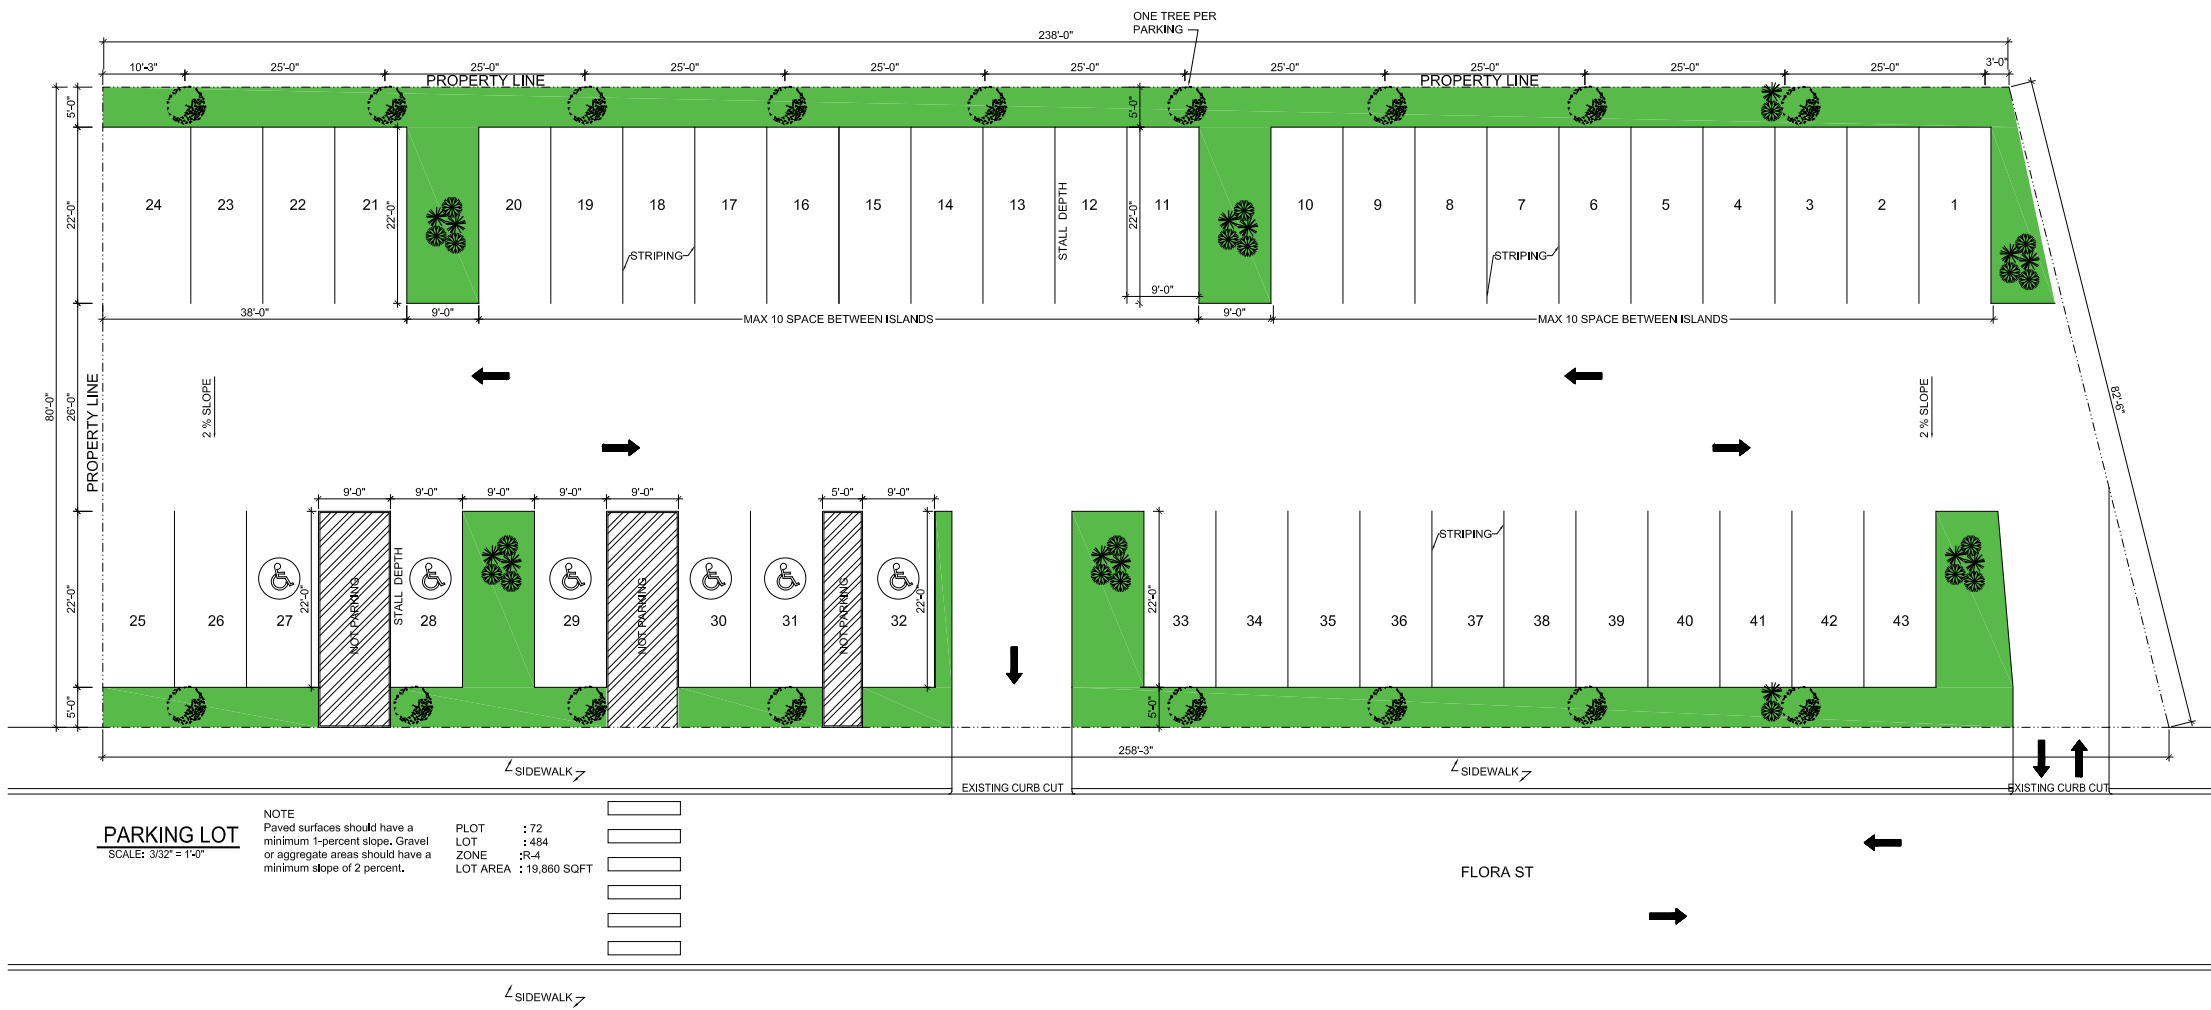 ONE TREE PER
PARKING
238'-0"
10'-3"
25'-0"
25'-0"
25'-0"
25'-0"
25'-0"
25'-0"
25'-0"
25'-0"
25'-0"
3'-0"
PROPERTY LINE
PROPERTY LINE
5'-0"
5'-0"
24
23
22
21
20
19
18
17
16
15
14
13
12
11
10
9
8
7
6
5
4
3
2
1
22'-0"
22'-0"
22'-0"
STALL DEPTH
STRIPING
STRIPING
9'-0"
38'-0"
9'-0"
MAX 10 SPACE BETWEEN ISLANDS
9'-0"
MAX 10 SPACE BETWEEN ISLANDS
80'-0"
26'-0"
PROPERTY LINE
2 % SLOPE
2 % SLOPE
82'-6"
9'-0"
9'-0"
9'-0"
9'-0"
9'-0"
5'-0"
9'-0"
STRIPING
22'-0"
22'-0"
NOT PARKING
STALL DEPTH
NOT PARKING
NOT PARKING
22'-0"
22'-0"
25
26
27
28
29
30
31
32
33
34
35
36
37
38
39
40
41
42
43
5'-0"
5'-0"
258'-3"
SIDEWALK
SIDEWALK
EXISTING CURB CUT
EXISTING CURB CUT
PARKING LOT
SCALE: 3/32" = 1'-0"
NOTE
Paved surfaces should have a
minimum 1-percent slope. Gravel
or aggregate areas should have a
minimum slope of 2 percent.
PLOT : 72
LOT : 484
ZONE :R-4
LOT AREA : 19,860 SQFT
FLORA ST
SIDEWALK